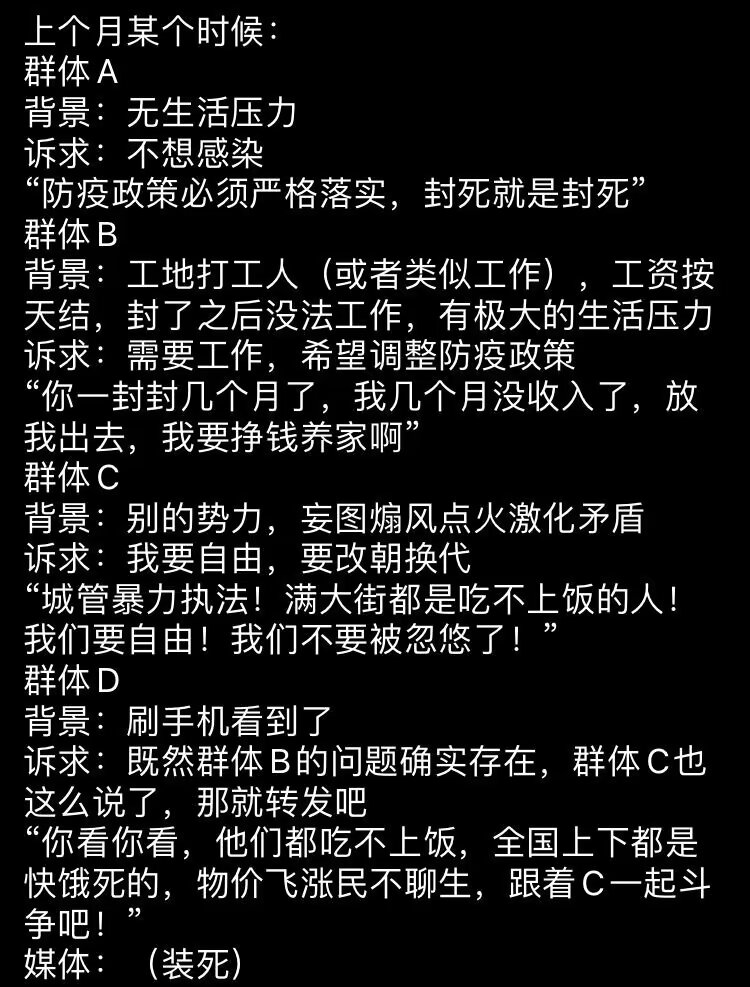 上个月某个时候：
群体A
背景：无生活压力
诉求：不想感染
“防疫政策必须严格落实，封死就是封死”
群体B
背景：工地打工人（或者类似工作），工资按
天结，封了之后没法工作，有极大的生活压力
诉求：需要工作，希望调整防疫政策
“你一封封几个月了，我几个月没收入了，放
我出去，我要挣钱养家啊”
群体C
背景：别的势力，妄图煽风点火激化矛盾
诉求：我要自由，要改朝换代
“城管暴力执法！满大街都是吃不上饭的人！
我们要自由！我们不要被忽悠了！”
群体D
背景：刷手机看到了
诉求：既然群体B的问题确实存在，群体C也
这么说了，那就转发吧
“你看你看，他们都吃不上饭，全国上下都是
快饿死的，物价飞涨民不聊生，跟着C一起斗
争吧！”
媒体：（装死）